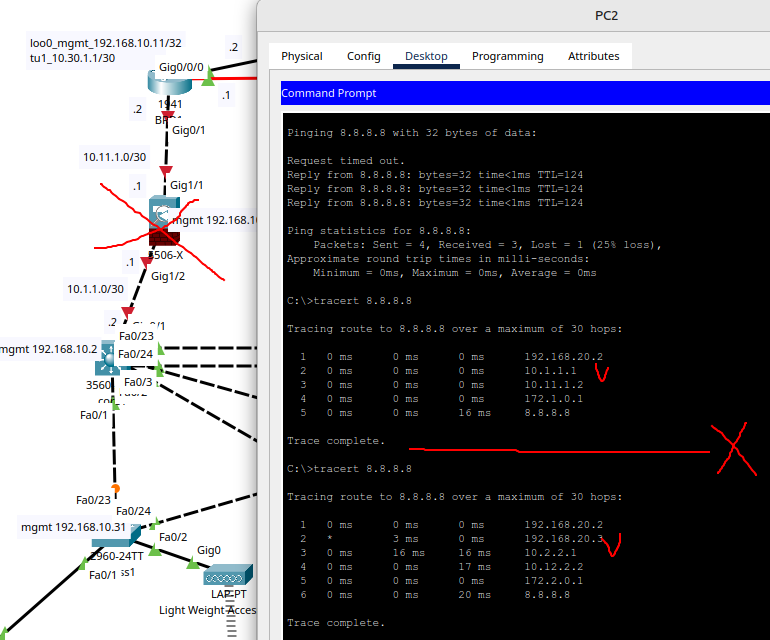 PC2
Physical
Config
Desktop
Programming
Attributes
Command Prompt
Pinging 8.8.8.8 with 32 bytes of data:
Request timed out.
Reply from 8.8.8.8: bytes=32 time<1ms TTL=124
Reply from 8.8.8.8: bytes=32 time<1ms TTL=124
Reply from 8.8.8.8: bytes=32 time<1ms TTL=124
Ping statistics for 8.8.8.8:
Packets: Sent = 4, Received = 3, Lost = 1 (25% loss),
Approximate round trip times in milli-seconds:
Minimum = 0ms, Maximum = 0ms, Average = 0ms
C:\>tracert 8.8.8.8
Tracing route to 8.8.8.8 over a maximum of 30 hops:
1 0 ms 0 ms 0 ms 192.168.20.2
2 0 ms 0 ms 0 ms 10.1.1.1
3 0 ms 0 ms 0 ms 10.11.1.2
4 0 ms 0 ms 0 ms 172.1.0.1
5 0 ms 0 ms 16 ms 8.8.8.8
Trace complete.
C:\>tracert 8.8.8.8
Tracing route to 8.8.8.8 over a maximum of 30 hops:
1 0 ms 0 ms 0 ms 192.168.20.2
2 * 3 ms 0 ms 192.168.20.3
3 0 ms 16 ms 16 ms 10.2.2.1
4 0 ms 0 ms 17 ms 10.12.2.2
5 0 ms 0 ms 0 ms 172.2.0.1
6 0 ms 0 ms 20 ms 8.8.8.8
Trace complete.
loo0_mgmt_192.168.10.11/32
tu1_10.30.1.1/30
.2
Gig0/0/0
.1
1941
.2
Gig0/1
10.11.1.0/30
Gig1/1
.1
mgmt 192.168.10
5506-X
.1
Gig1/2
10.1.1.0/30
.2
Fa0/23
mgmt 192.168.10.2
Fa0/24
3560
Fa0/3
Fa0/1
Fa0/23
Fa0/24
mgmt 192.168.10.31
Fa0/2
2960-24TT
Gig0
Fa0/1
ss1
LAP-PT
Light Weight Acces